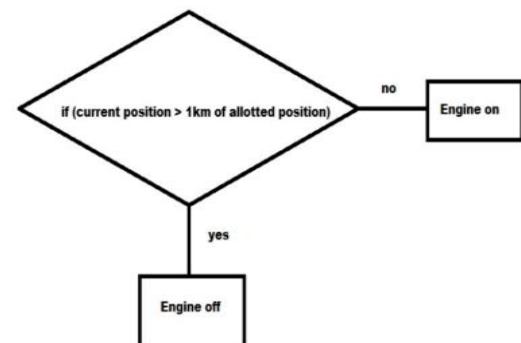 if (current position > 1km of allotted position)
no
Engine on
yes
Engine off